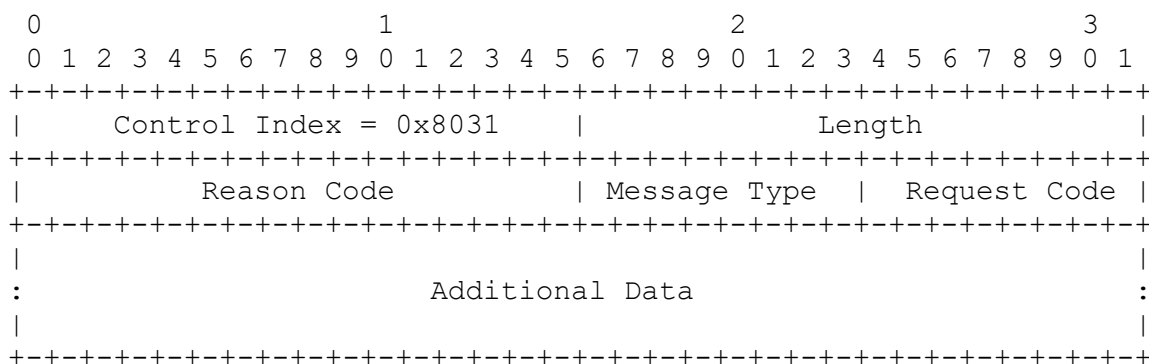 0                   1                   2                   3
0 1 2 3 4 5 6 7 8 9 0 1 2 3 4 5 6 7 8 9 0 1 2 3 4 5 6 7 8 9 0 1
+-+-+-+-+-+-+-+-+-+-+-+-+-+-+-+-+-+-+-+-+-+-+-+-+-+-+-+-+-+-+-+-+
|     Control Index = 0x8031    |             Length            |
+-+-+-+-+-+-+-+-+-+-+-+-+-+-+-+-+-+-+-+-+-+-+-+-+-+-+-+-+-+-+-+-+
|          Reason Code          | Message Type  |  Request Code |
+-+-+-+-+-+-+-+-+-+-+-+-+-+-+-+-+-+-+-+-+-+-+-+-+-+-+-+-+-+-+-+-+
|                                                               |
:                       Additional Data                         :
|                                                               |
+-+-+-+-+-+-+-+-+-+-+-+-+-+-+-+-+-+-+-+-+-+-+-+-+-+-+-+-+-+-+-+-+